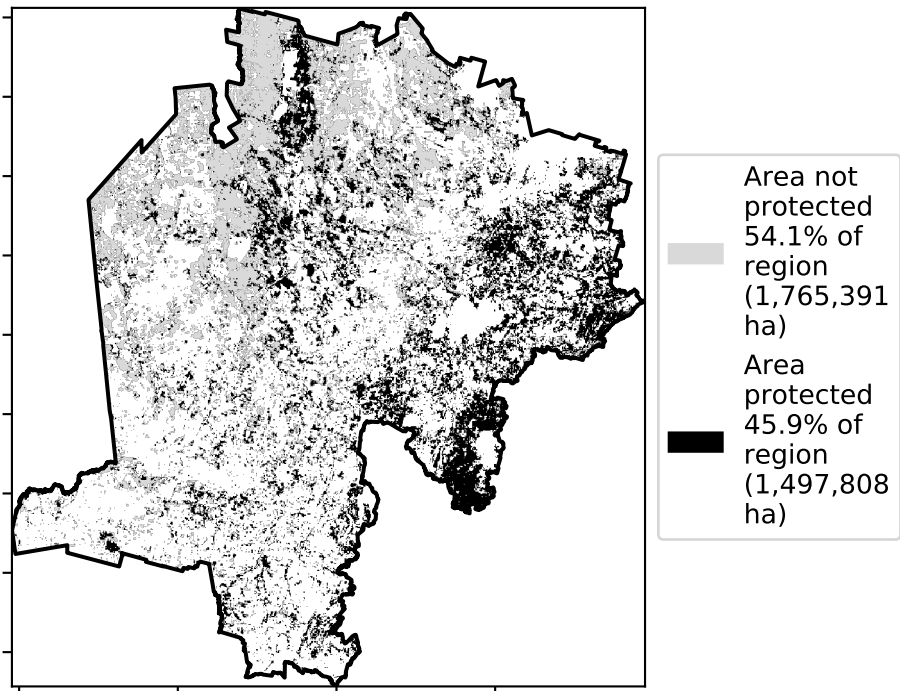 Area not
protected
54.1% of
region
(1,765,391
ha)
Area
protected
45.9% of
region
(1,497,808
ha)